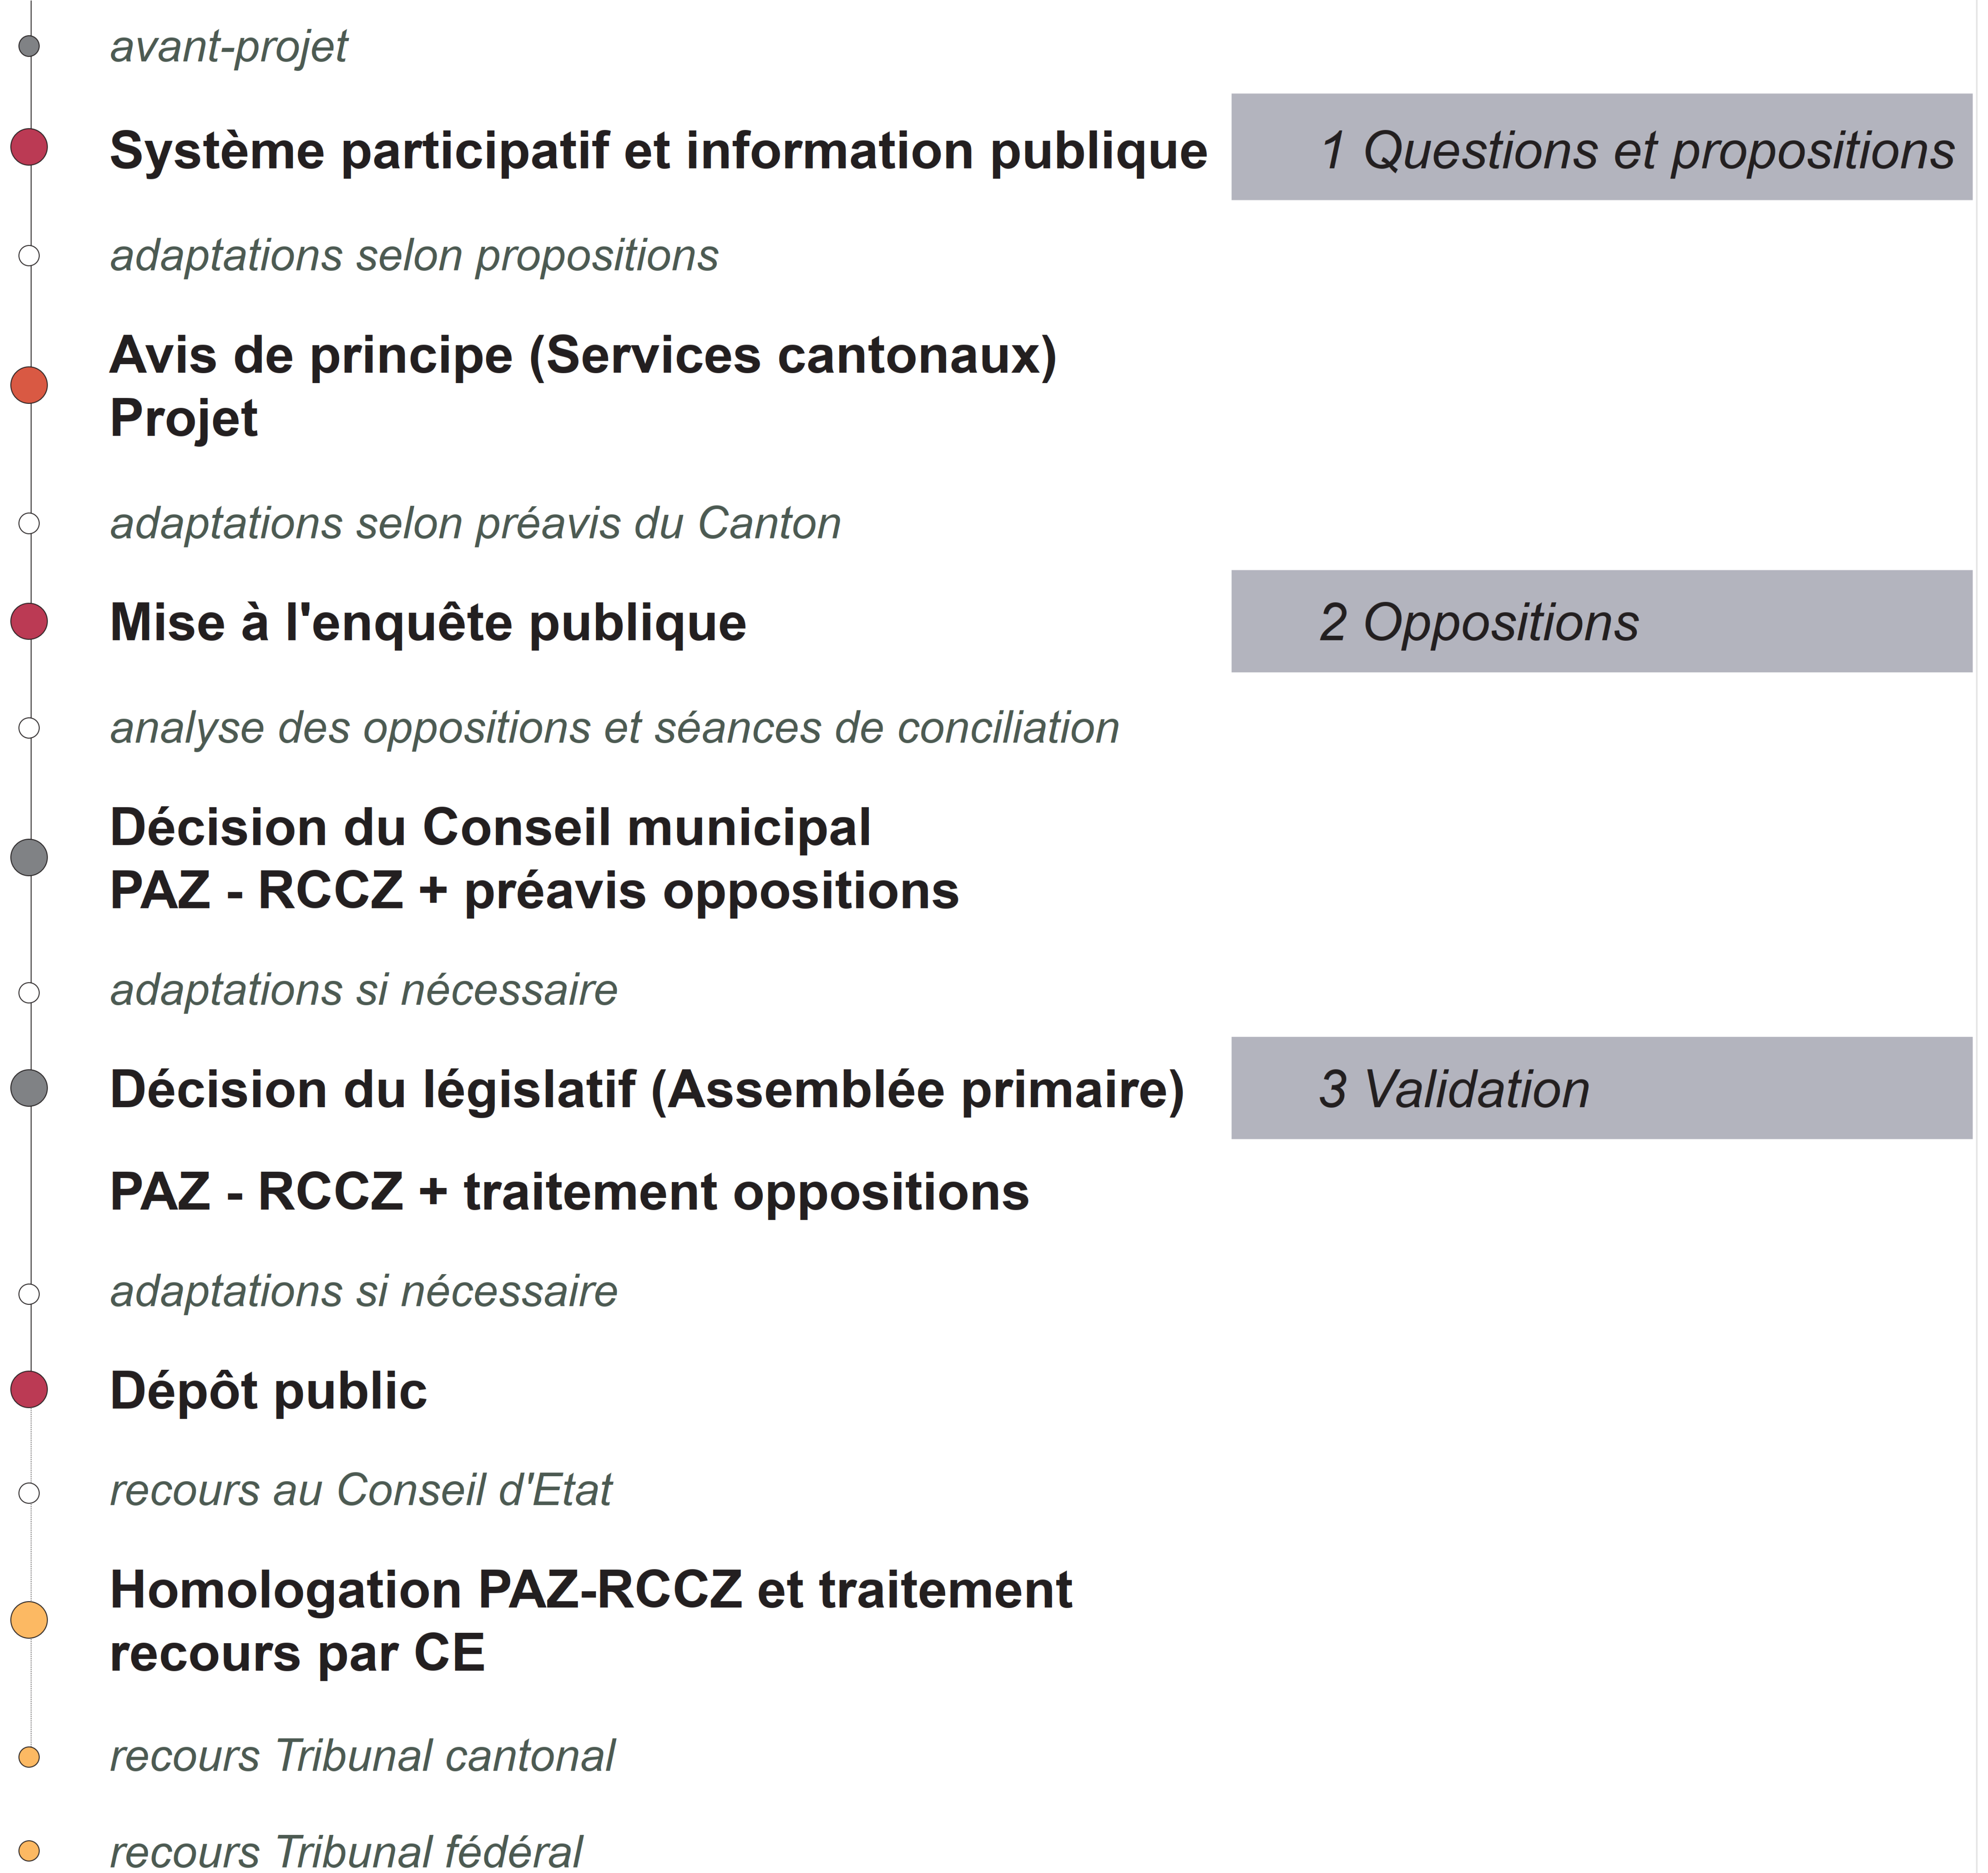 avant-projet
Système participatif et information publique
1 Questions et propositions
adaptations selon propositions
Avis de principe (Services cantonaux)
Projet
adaptations selon préavis du Canton
Mise à l'enquête publique
2 Oppositions
analyse des oppositions et séances de conciliation
Décision du Conseil municipal
PAZ - RCCZ + préavis oppositions
adaptations si nécessaire
Décision du législatif (Assemblée primaire)
3 Validation
PAZ - RCCZ + traitement oppositions
adaptations si nécessaire
Dépôt public
recours au Conseil d'Etat
Homologation PAZ-RCCZ et traitement
recours par CE
recours Tribunal cantonal
recours Tribunal fédéral